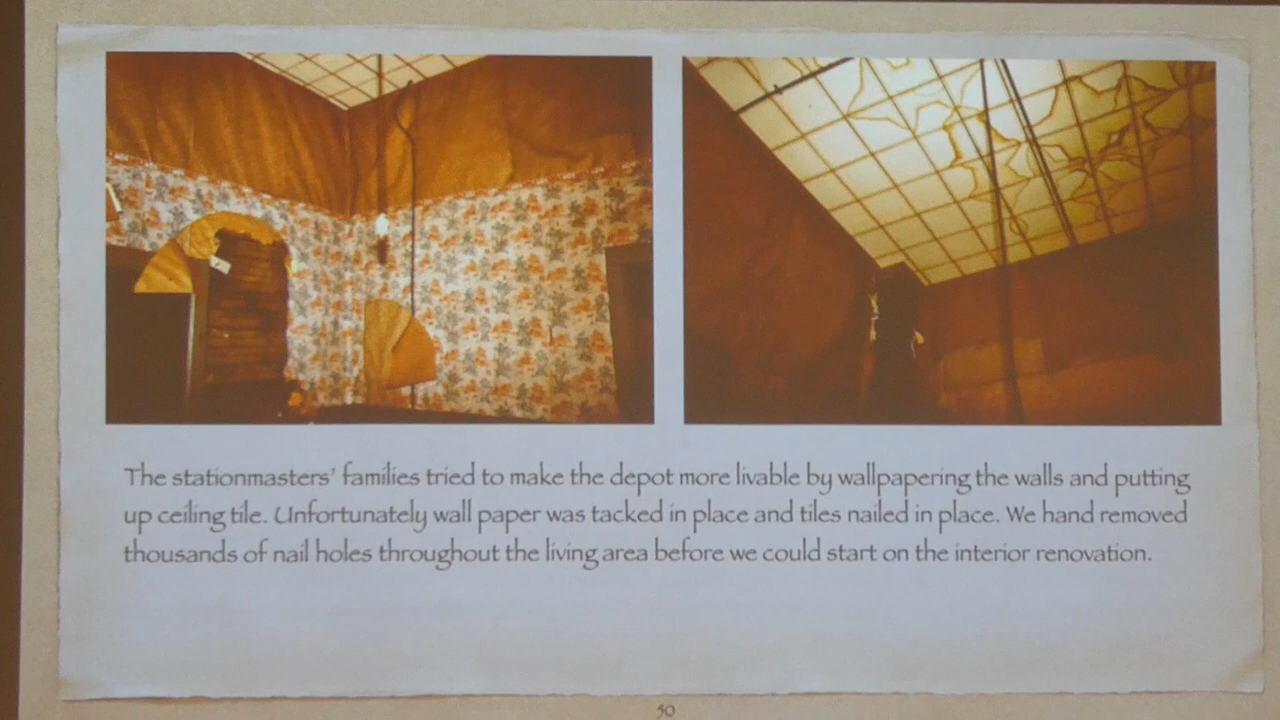 The stationmasters' families tried to make the depot more livable by wallpapering the walls and putting
up ceiling tile. Unfortunately wall paper was tacked in place and tiles nailed in place. We hand removed
thousands of nail holes throughout the living area before we could start on the interior renovation.
50